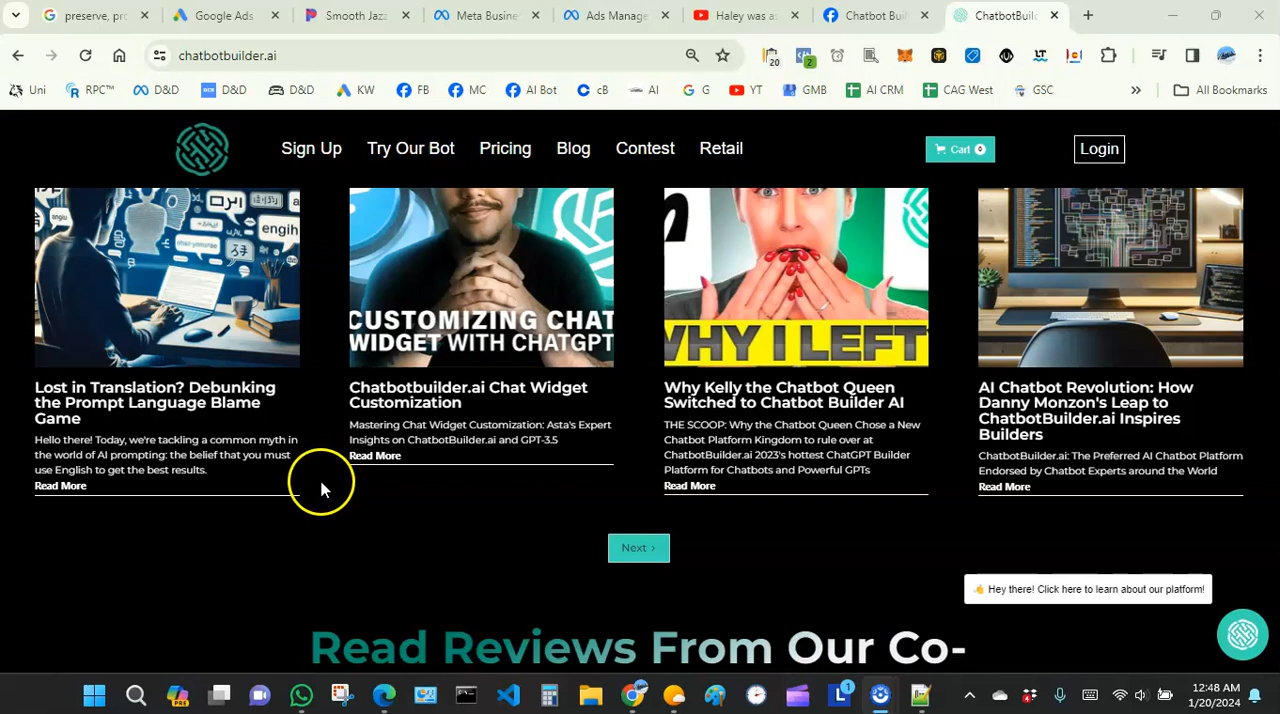 preserve, pro
Google Ads
Smooth Jazz
Meta Busine
Ads Manage
Haley was as
Chatbot Buil
ChatbotBuild
chatbotbuilder.ai
20
2
Uni
RPC™
D&D
D&D
D&D
KW
FB
MC
AI Bot
cB
AI
G
YT
GMB
AI CRM
CAG West
GSC
All Bookmarks
Sign Up
Try Our Bot
Pricing
Blog
Contest
Retail
Cart 0
Login
CUSTOMIZING CHAT
WIDGET WITH CHATGPT
WHY I LEFT
Lost in Translation? Debunking
the Prompt Language Blame
Game
Hello there! Today, we're tackling a common myth in
the world of AI prompting: the belief that you must
use English to get the best results.
Read More
Chatbotbuilder.ai Chat Widget
Customization
Mastering Chat Widget Customization: Asta's Expert
Insights on ChatBotBuilder.ai and GPT-3.5
Read More
Why Kelly the Chatbot Queen
Switched to Chatbot Builder AI
THE SCOOP: Why the Chatbot Queen Chose a New
Chatbot Platform Kingdom to rule over at
ChatbotBuilder.ai 2023's hottest ChatGPT Builder
Platform for Chatbots and Powerful GPTs
Read More
AI Chatbot Revolution: How
Danny Monzon's Leap to
ChatbotBuilder.ai Inspires
Builders
ChatbotBuilder.ai: The Preferred AI Chatbot Platform
Endorsed by Chatbot Experts around the World
Read More
Next ›
Hey there! Click here to learn about our platform!
Read Reviews From Our Co-
12:48 AM
1/20/2024